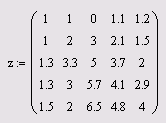 1 1 0 1.1 1.2
1 2 3 2.1 1.5
z := 1.3 3.3 5 3.7 2
1.3 3 5.7 4.1 2.9
1.5 2 6.5 4.8 4